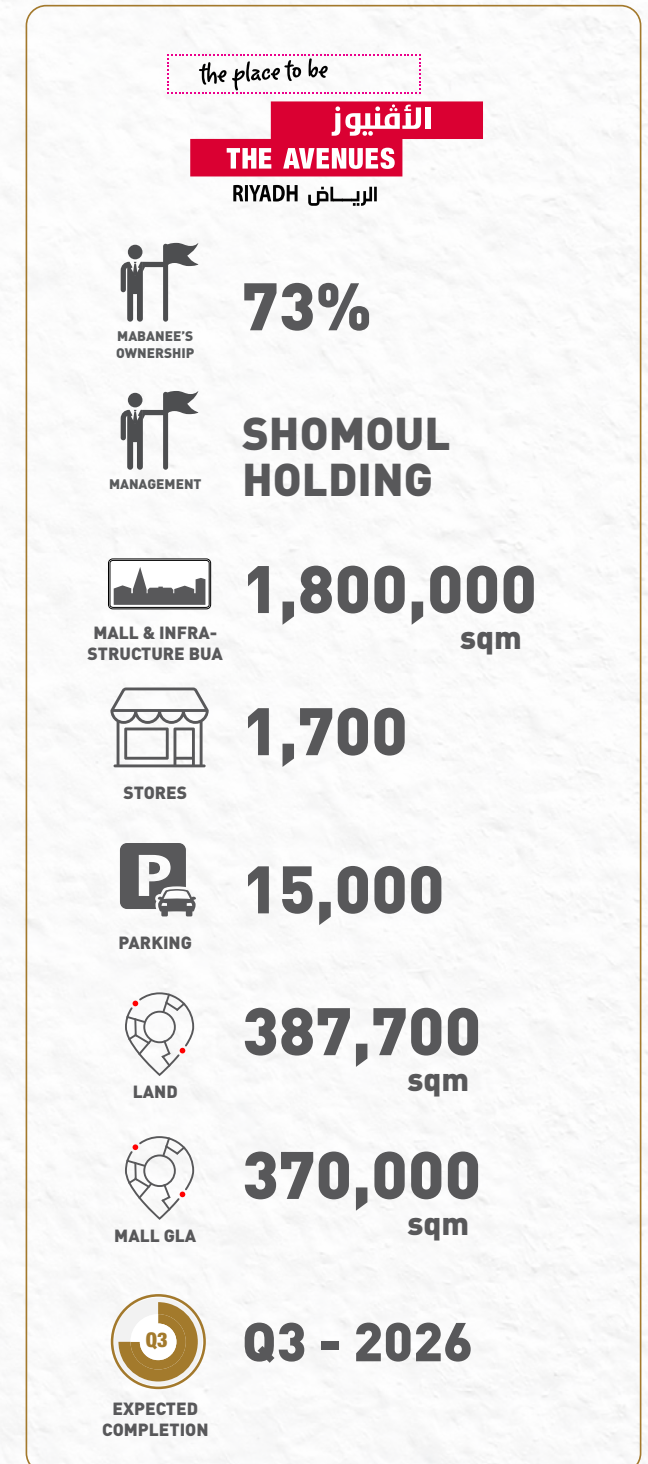 the place to be
الأڤنيوز
THE AVENUES
RIYADH الريـــاض
73%
MABANEE'S
OWNERSHIP
SHOMOUL
HOLDING
MANAGEMENT
1,800,000
sqm
MALL & INFRA-
STRUCTURE BUA
1,700
STORES
P
15,000
PARKING
387,700
sqm
LAND
370,000
sqm
MALL GLA
Q3
Q3 - 2026
EXPECTED
COMPLETION